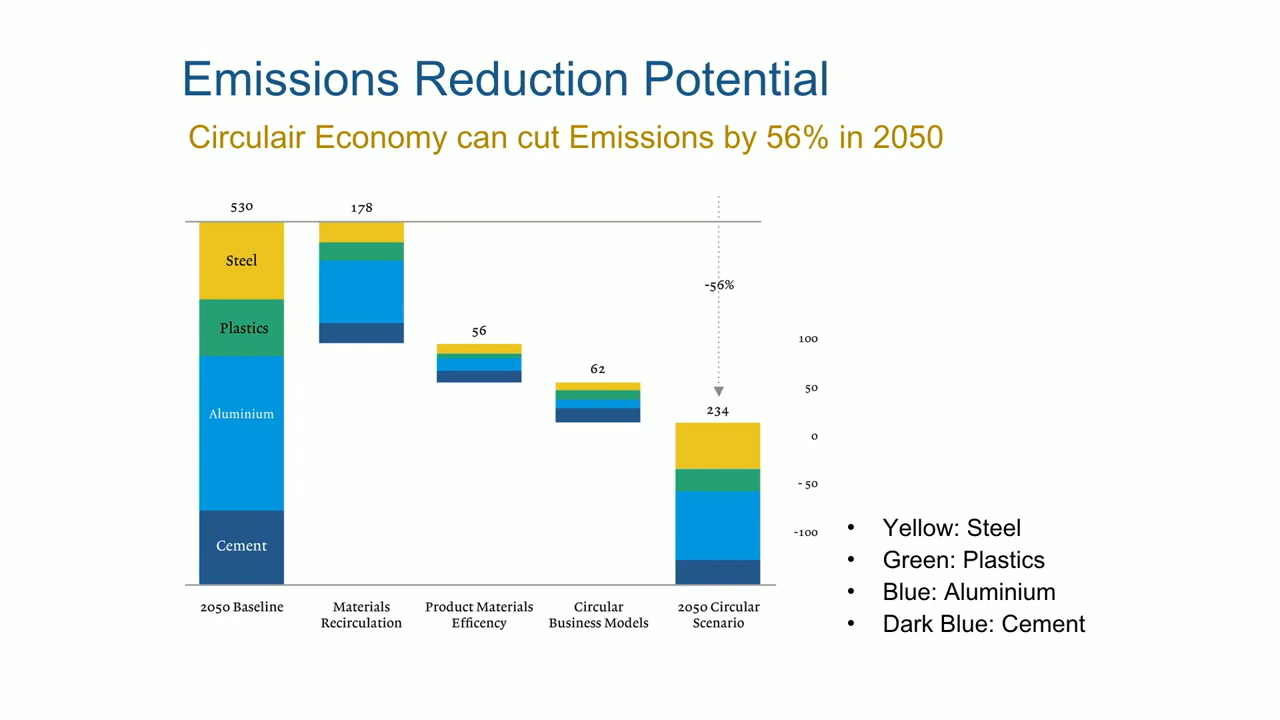 Emissions Reduction Potential
Circulair Economy can cut Emissions by 56% in 2050
530
178
Steel
-56%
Plastics
56
100
62
50
Aluminium
234
0
- 50
Cement
-100
2050 Baseline
Materials
Recirculation
Product Materials
Efficency
Circular
Business Models
2050 Circular
Scenario
• Yellow: Steel
• Green: Plastics
• Blue: Aluminium
• Dark Blue: Cement